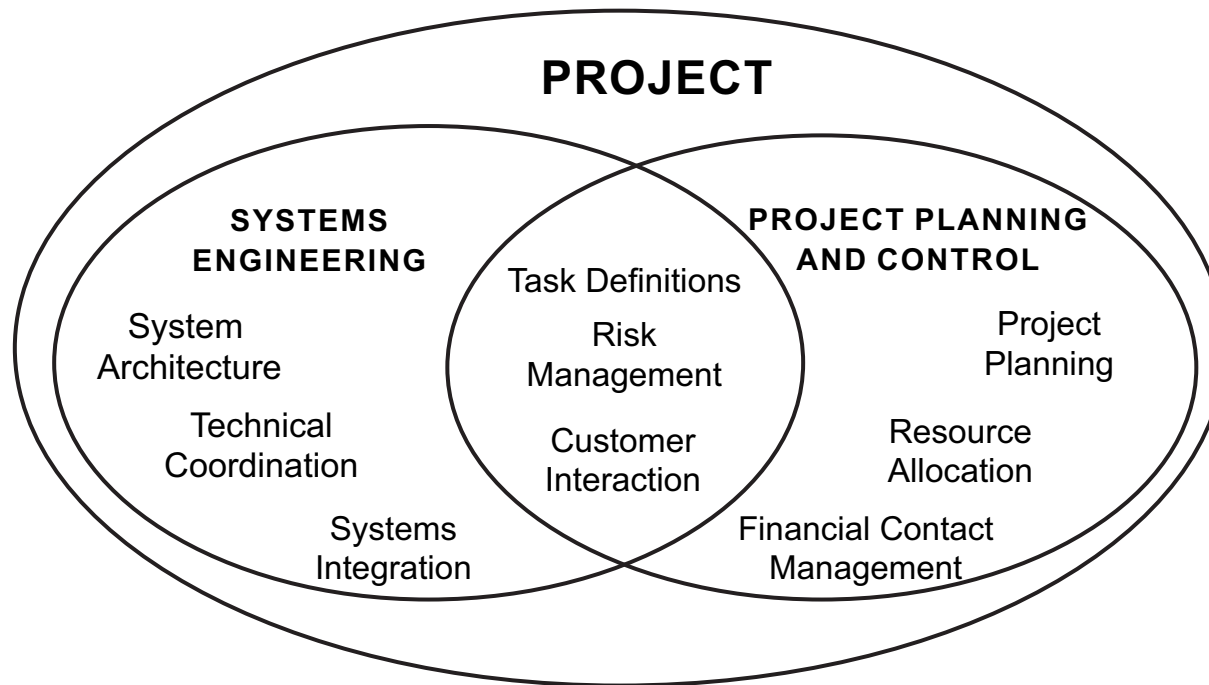 PROJECT
SYSTEMS
ENGINEERING
System
Architecture
Technical
Coordination
Systems
Integration
Task Definitions
Risk
Management
Customer
Interaction
PROJECT PLANNING
AND CONTROL
Project
Planning
Resource
Allocation
Financial Contact
Management